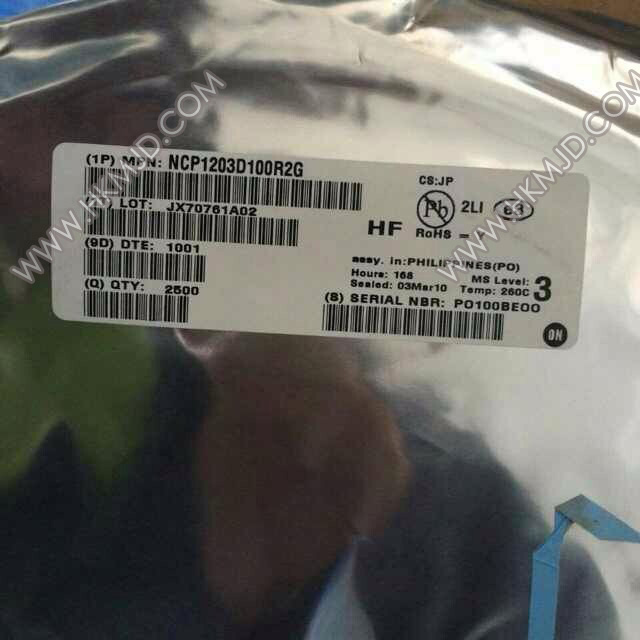 WWW.HKMJD.COM
WWW.HKMJD.COM
(1P) MPN: NCP1203D100R2G
LOT: JX70761A02
(9D) DTE: 1001
(Q) QTY: 2500
CS:JP
Pb 2LI e3
HF RoHS
assy. in:PHILIPPINES(PO)
Hours: 168 MS Level: 3
Sealed: 03Mar10 Temp: 260C
(S) SERIAL NBR: PO100BE00
ON